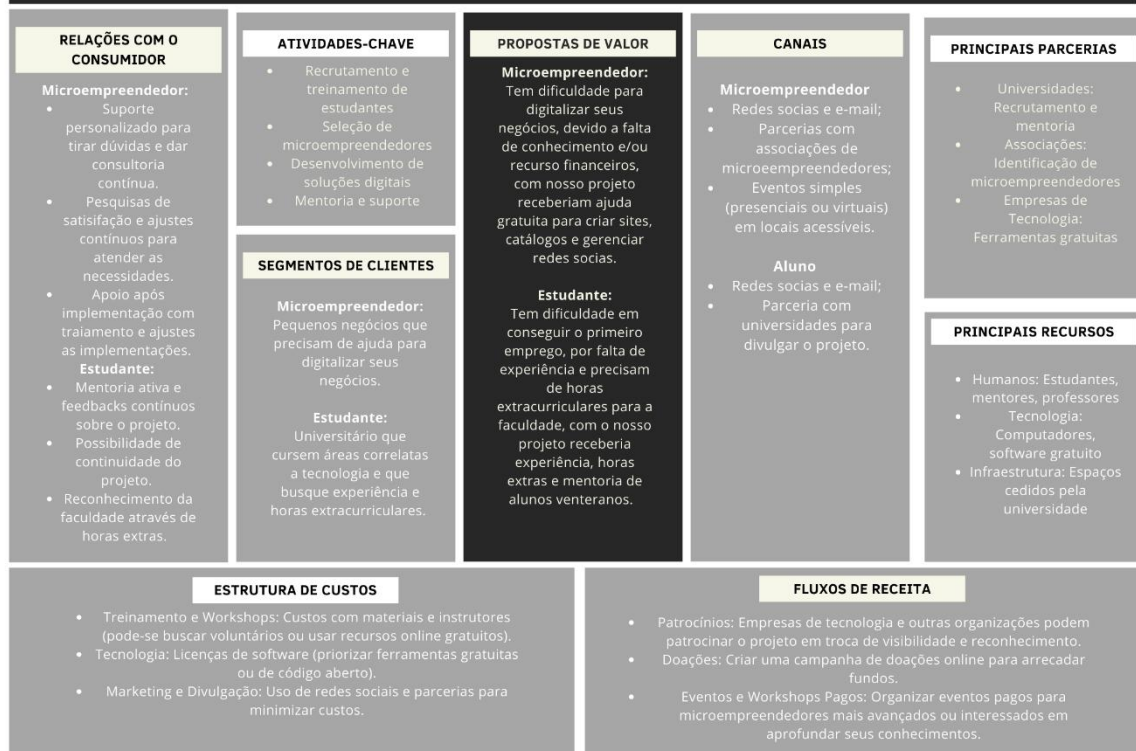 RELAÇÕES COM O
CONSUMIDOR
Microempreendedor:
• Suporte
personalizado para
tirar dúvidas e dar
consultoria
contínua.
• Pesquisas de
satisifação e ajustes
contínuos para
atender as
necessidades.
• Apoio após
implementação com
traiamento e ajustes
as implementações.
Estudante:
• Mentoria ativa e
feedbacks contínuos
sobre o projeto.
• Possibilidade de
continuidade do
projeto.
• Reconhecimento da
faculdade através de
horas extras.
ATIVIDADES-CHAVE
• Recrutamento e
treinamento de
estudantes
• Seleção de
microempreendedores
• Desenvolvimento de
soluções digitais
• Mentoria e suporte
SEGMENTOS DE CLIENTES
Microempreendedor:
Pequenos negócios que
precisam de ajuda para
digitalizar seus
negócios.
Estudante:
Universitário que
cursem áreas correlatas
a tecnologia e que
busque experiência e
horas extracurriculares.
PROPOSTAS DE VALOR
Microempreendedor:
Tem dificuldade para
digitalizar seus
negócios, devido a falta
de conhecimento e/ou
recurso financeiros,
com nosso projeto
receberiam ajuda
gratuita para criar sites,
catálogos e gerenciar
redes socias.
Estudante:
Tem dificuldade em
conseguir o primeiro
emprego, por falta de
experiência e precisam
de horas
extracurriculares para a
faculdade, com o nosso
projeto receberia
experiência, horas
extras e mentoria de
alunos venteranos.
CANAIS
Microempreendedor
• Redes socias e e-mail;
• Parcerias com
associações de
microeempreendedores;
• Eventos simples
(presenciais ou virtuais)
em locais acessíveis.
Aluno
• Redes socias e e-mail;
• Parceria com
universidades para
divulgar o projeto.
PRINCIPAIS PARCERIAS
• Universidades:
Recrutamento e
mentoria
• Associações:
Identificação de
microempreendedores
• Empresas de
Tecnologia:
Ferramentas gratuitas
PRINCIPAIS RECURSOS
• Humanos: Estudantes,
mentores, professores
• Tecnologia:
Computadores,
software gratuito
• Infraestrutura: Espaços
cedidos pela
universidade
ESTRUTURA DE CUSTOS
• Treinamento e Workshops: Custos com materiais e instrutores
(pode-se buscar voluntários ou usar recursos online gratuitos).
• Tecnologia: Licenças de software (priorizar ferramentas gratuitas
ou de código aberto).
• Marketing e Divulgação: Uso de redes sociais e parcerias para
minimizar custos.
FLUXOS DE RECEITA
• Patrocínios: Empresas de tecnologia e outras organizações podem
patrocinar o projeto em troca de visibilidade e reconhecimento.
• Doações: Criar uma campanha de doações online para arrecadar
fundos.
• Eventos e Workshops Pagos: Organizar eventos pagos para
microempreendedores mais avançados ou interessados em
aprofundar seus conhecimentos.